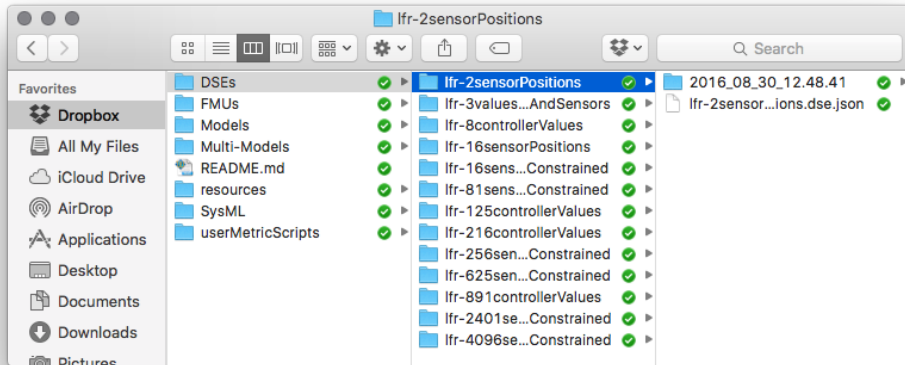 lfr-2sensorPositions
Search
Favorites
Dropbox
All My Files
iCloud Drive
AirDrop
Applications
Desktop
Documents
Downloads
Pictures
DSEs
FMUs
Models
Multi-Models
README.md
resources
SysML
userMetricScripts
lfr-2sensorPositions
lfr-3values...AndSensors
lfr-8controllerValues
lfr-16sensorPositions
lfr-16sens...Constrained
lfr-81sens...Constrained
lfr-125controllerValues
lfr-216controllerValues
lfr-256sen...Constrained
lfr-625sen...Constrained
lfr-891controllerValues
lfr-2401se...Constrained
lfr-4096se...Constrained
2016_08_30_12.48.41
lfr-2sensor...ions.dse.json